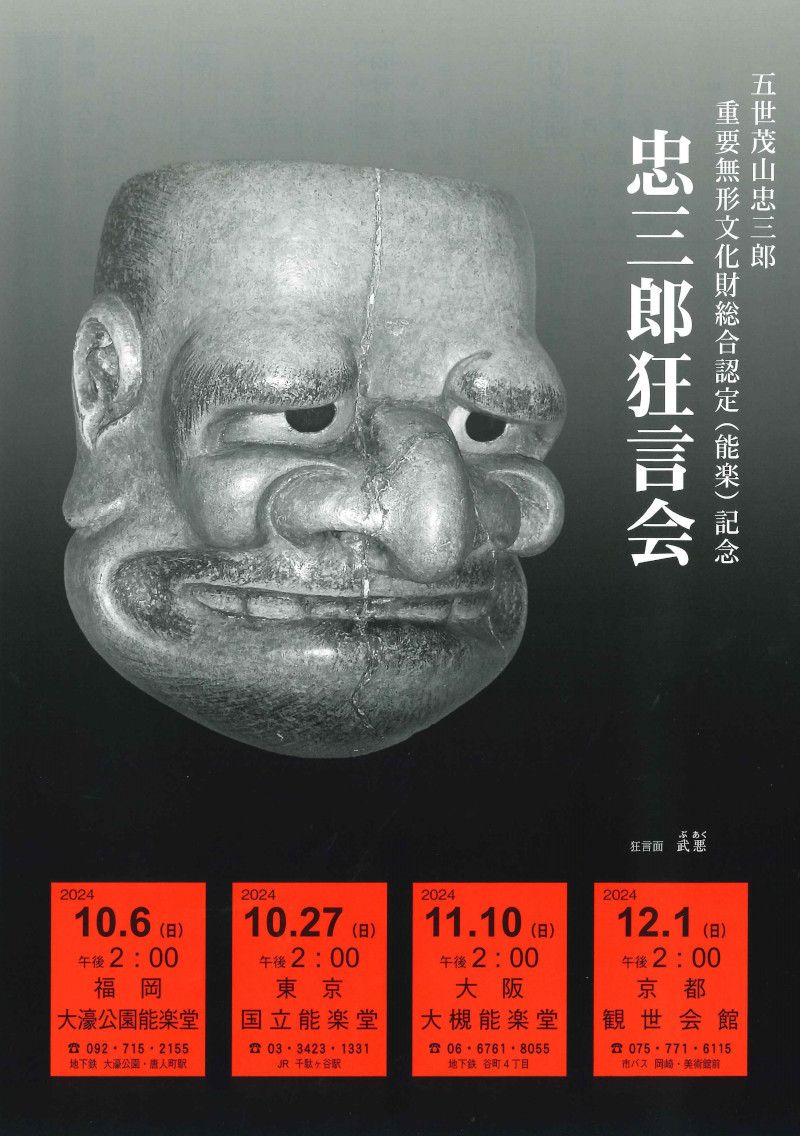 五世茂山忠三郎
重要無形文化財総合認定（能楽）記念
忠三郎狂言会
ぶ あく
狂言面 武悪
2024
10.6（日）
午後2：00
福岡
大濠公園能楽堂
☎ 092・715・2155
地下鉄 大濠公園・唐人町駅
2024
10.27（日）
午後2：00
東京
国立能楽堂
☎ 03・3423・1331
JR 千駄ヶ谷駅
2024
11.10（日）
午後2：00
大阪
大槻能楽堂
☎ 06・6761・8055
地下鉄 谷町４丁目
2024
12.1（日）
午後2：00
京都
観世会館
☎ 075・771・6115
市バス 岡崎・美術館前